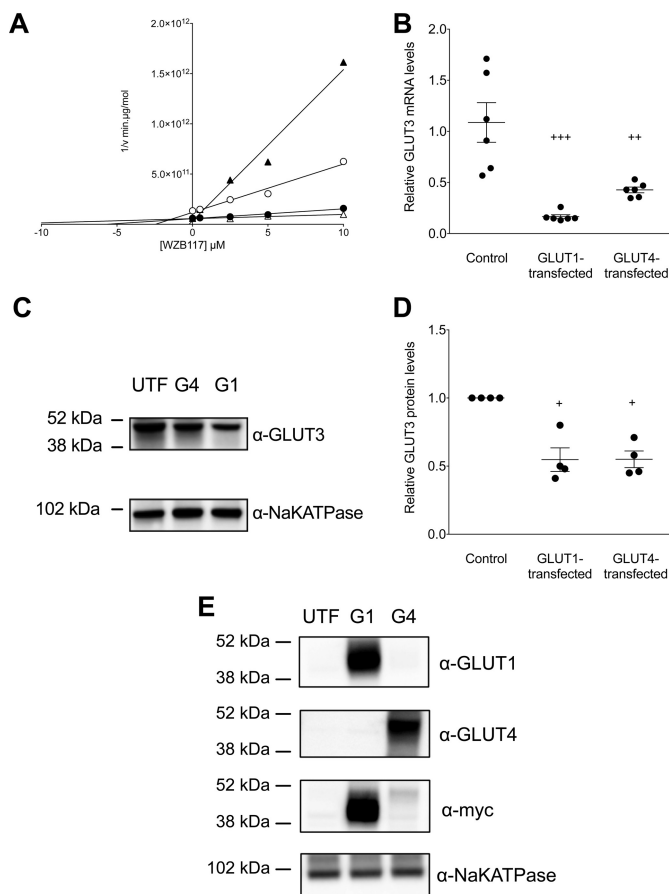 A
2.0×10¹²
1.5×10¹²
1.0×10¹²
5.0×10¹¹
1/v min.µg/mol
-10
-5
0
5
10
[WZB117] µM
B
2.0
1.5
1.0
0.5
0.0
Relative GLUT3 mRNA levels
+++
++
Control
GLUT1-
transfected
GLUT4-
transfected
C
UTF G4 G1
52 kDa
38 kDa
α-GLUT3
102 kDa
α-NaKATPase
D
1.5
1.0
0.5
0.0
Relative GLUT3 protein levels
+
+
Control
GLUT1-
transfected
GLUT4-
transfected
E
UTF G1 G4
52 kDa
38 kDa
α-GLUT1
52 kDa
38 kDa
α-GLUT4
52 kDa
38 kDa
α-myc
102 kDa
α-NaKATPase